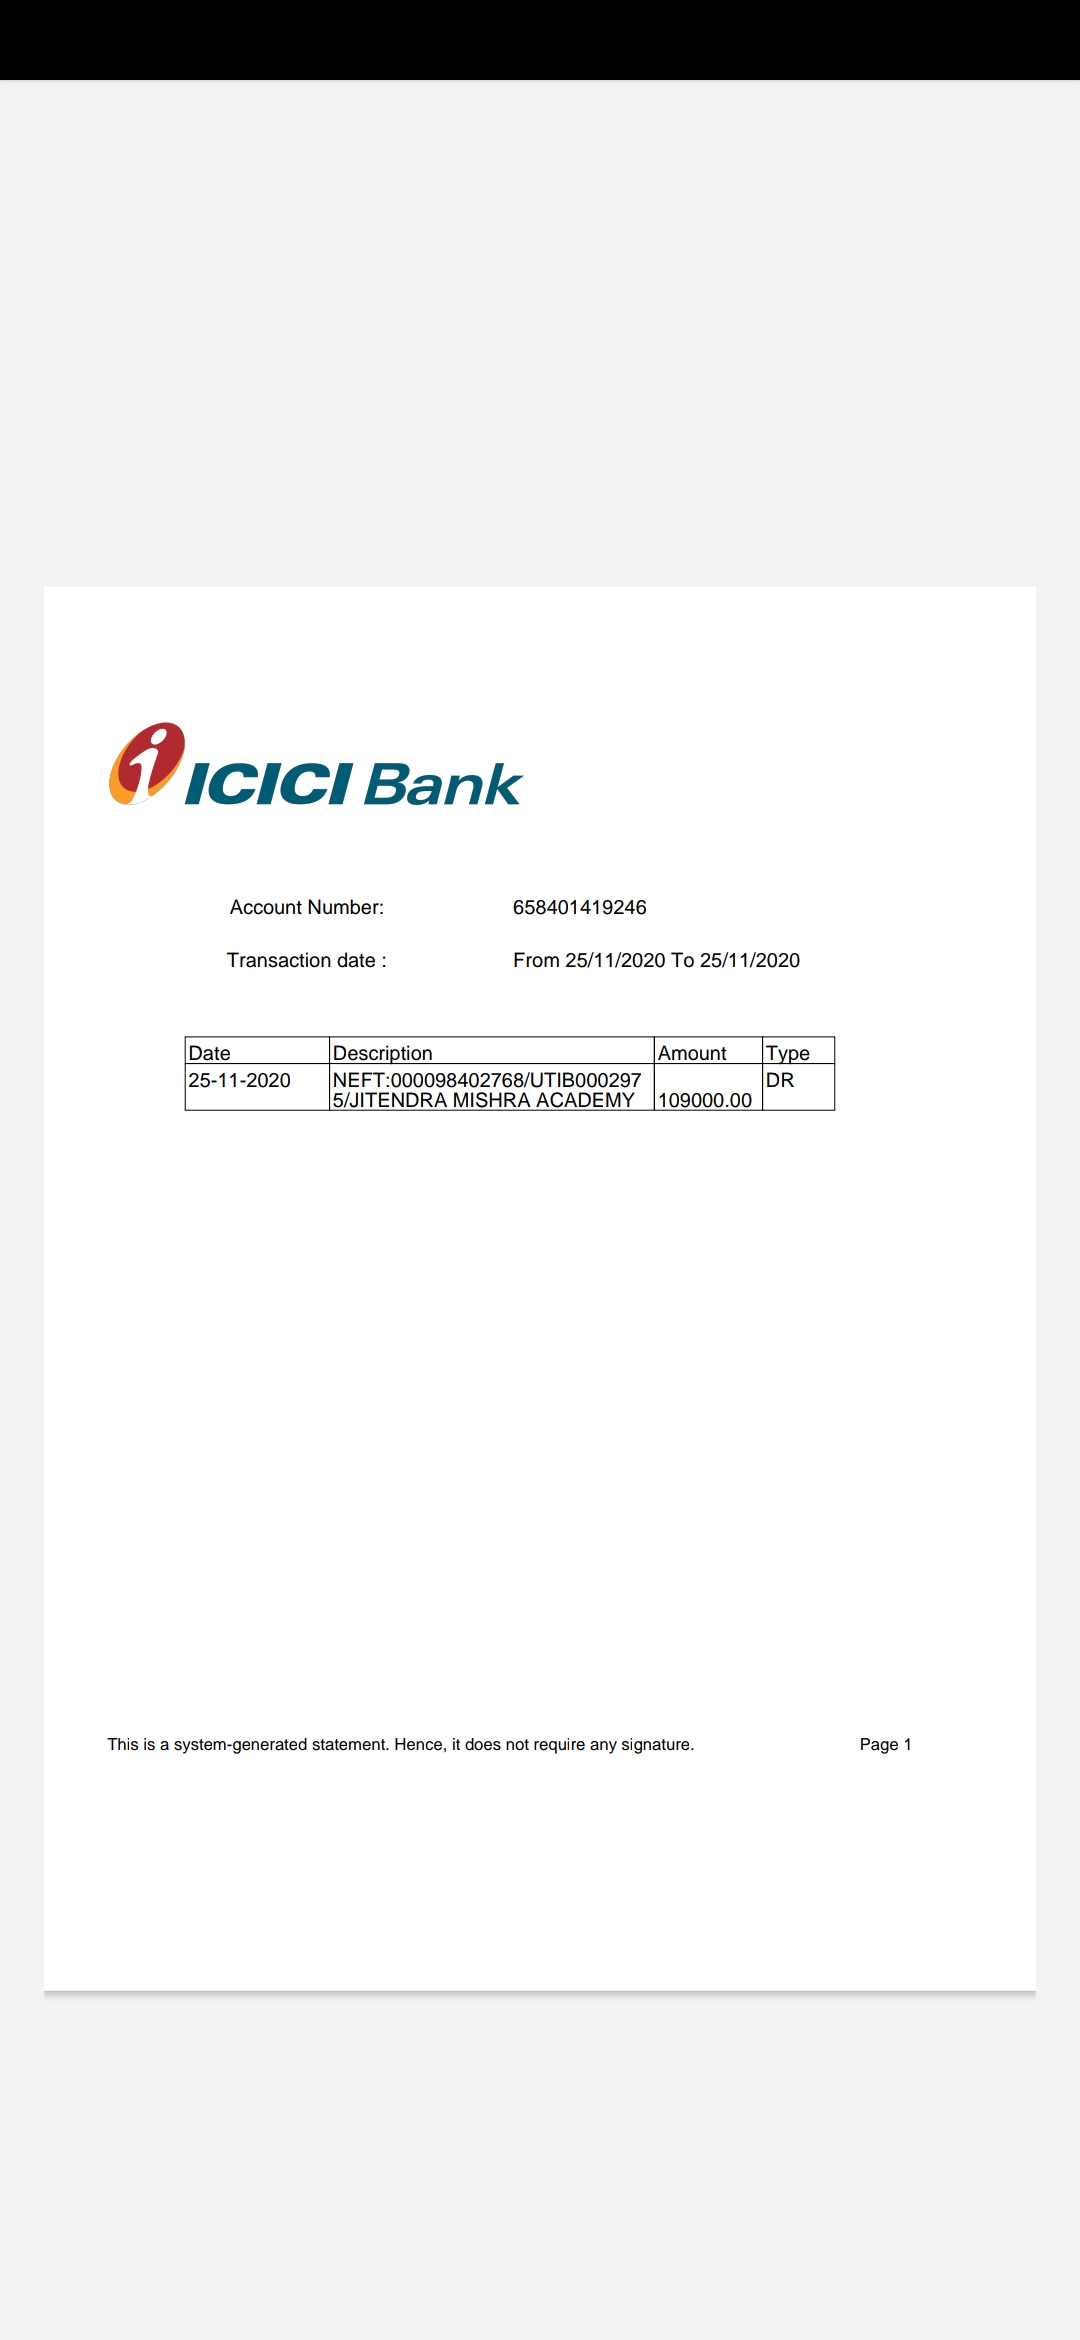 ICICI Bank
Account Number: 658401419246
Transaction date : From 25/11/2020 To 25/11/2020
Date Description Amount Type
25-11-2020 NEFT:000098402768/UTIB000297 DR
5/JITENDRA MISHRA ACADEMY 109000.00
This is a system-generated statement. Hence, it does not require any signature. Page 1